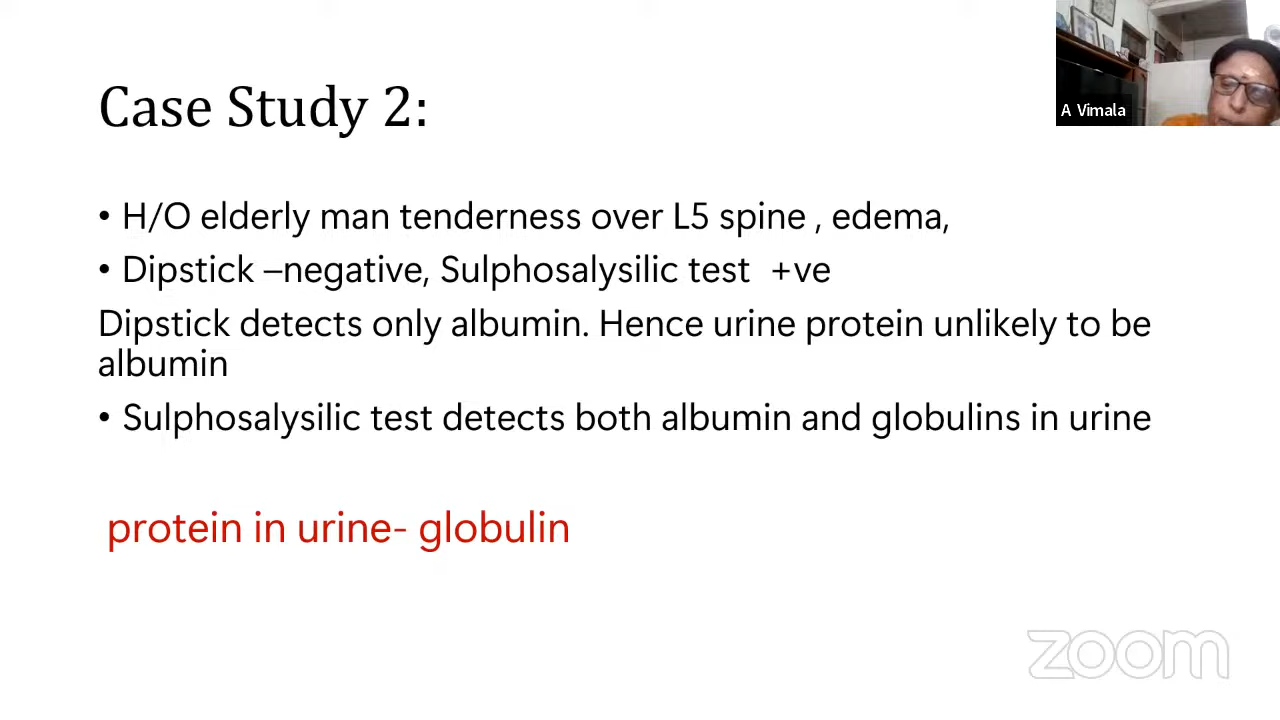 A Vimala
Case Study 2:
• H/O elderly man tenderness over L5 spine , edema,
• Dipstick –negative, Sulphosalysilic test +ve
Dipstick detects only albumin. Hence urine protein unlikely to be
albumin
• Sulphosalysilic test detects both albumin and globulins in urine
protein in urine- globulin
zoom